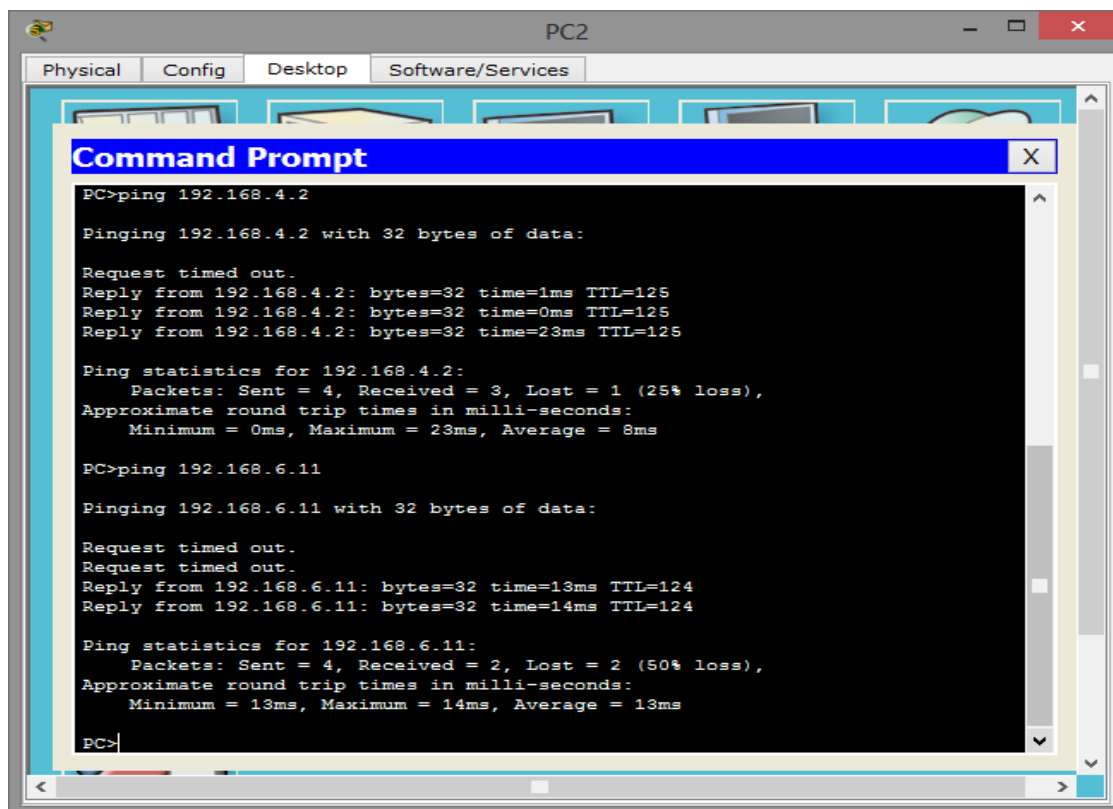 PC2
Physical Config Desktop Software/Services
Command Prompt X
PC>ping 192.168.4.2
Pinging 192.168.4.2 with 32 bytes of data:
Request timed out.
Reply from 192.168.4.2: bytes=32 time=1ms TTL=125
Reply from 192.168.4.2: bytes=32 time=0ms TTL=125
Reply from 192.168.4.2: bytes=32 time=23ms TTL=125
Ping statistics for 192.168.4.2:
Packets: Sent = 4, Received = 3, Lost = 1 (25% loss),
Approximate round trip times in milli-seconds:
Minimum = 0ms, Maximum = 23ms, Average = 8ms
PC>ping 192.168.6.11
Pinging 192.168.6.11 with 32 bytes of data:
Request timed out.
Request timed out.
Reply from 192.168.6.11: bytes=32 time=13ms TTL=124
Reply from 192.168.6.11: bytes=32 time=14ms TTL=124
Ping statistics for 192.168.6.11:
Packets: Sent = 4, Received = 2, Lost = 2 (50% loss),
Approximate round trip times in milli-seconds:
Minimum = 13ms, Maximum = 14ms, Average = 13ms
PC>